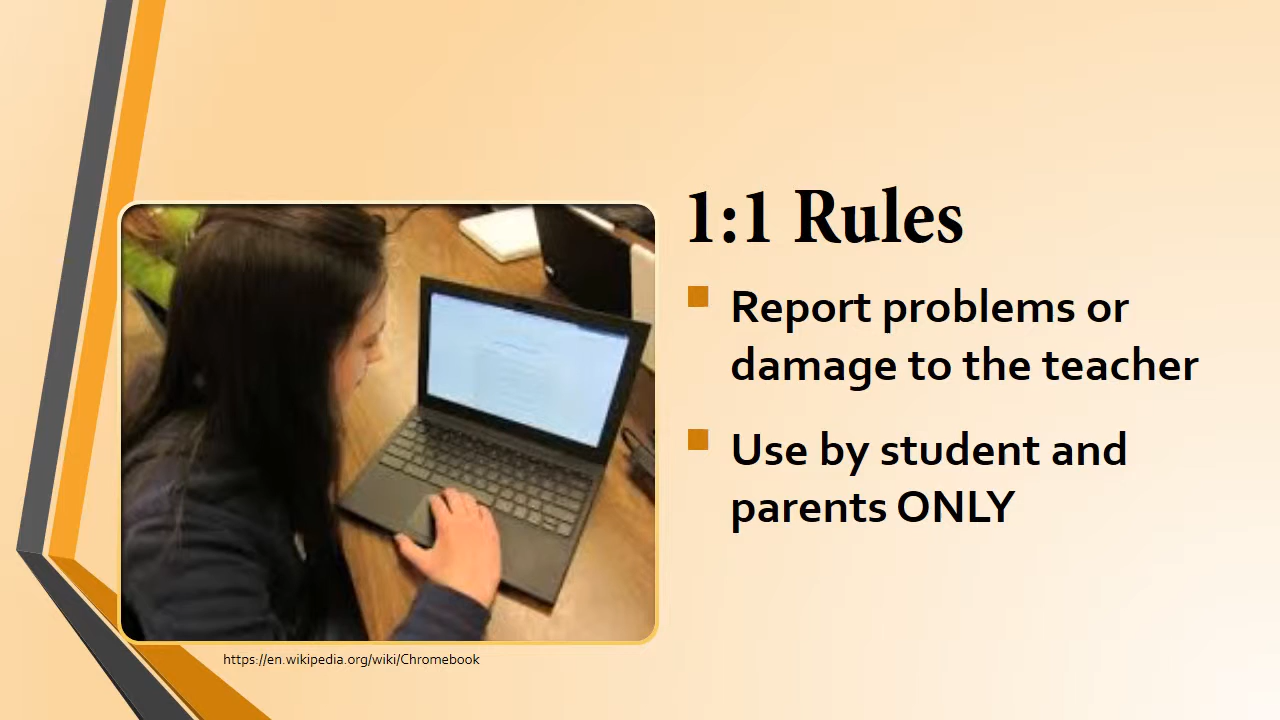 1:1 Rules
Report problems or
damage to the teacher
Use by student and
parents ONLY
https://en.wikipedia.org/wiki/Chromebook